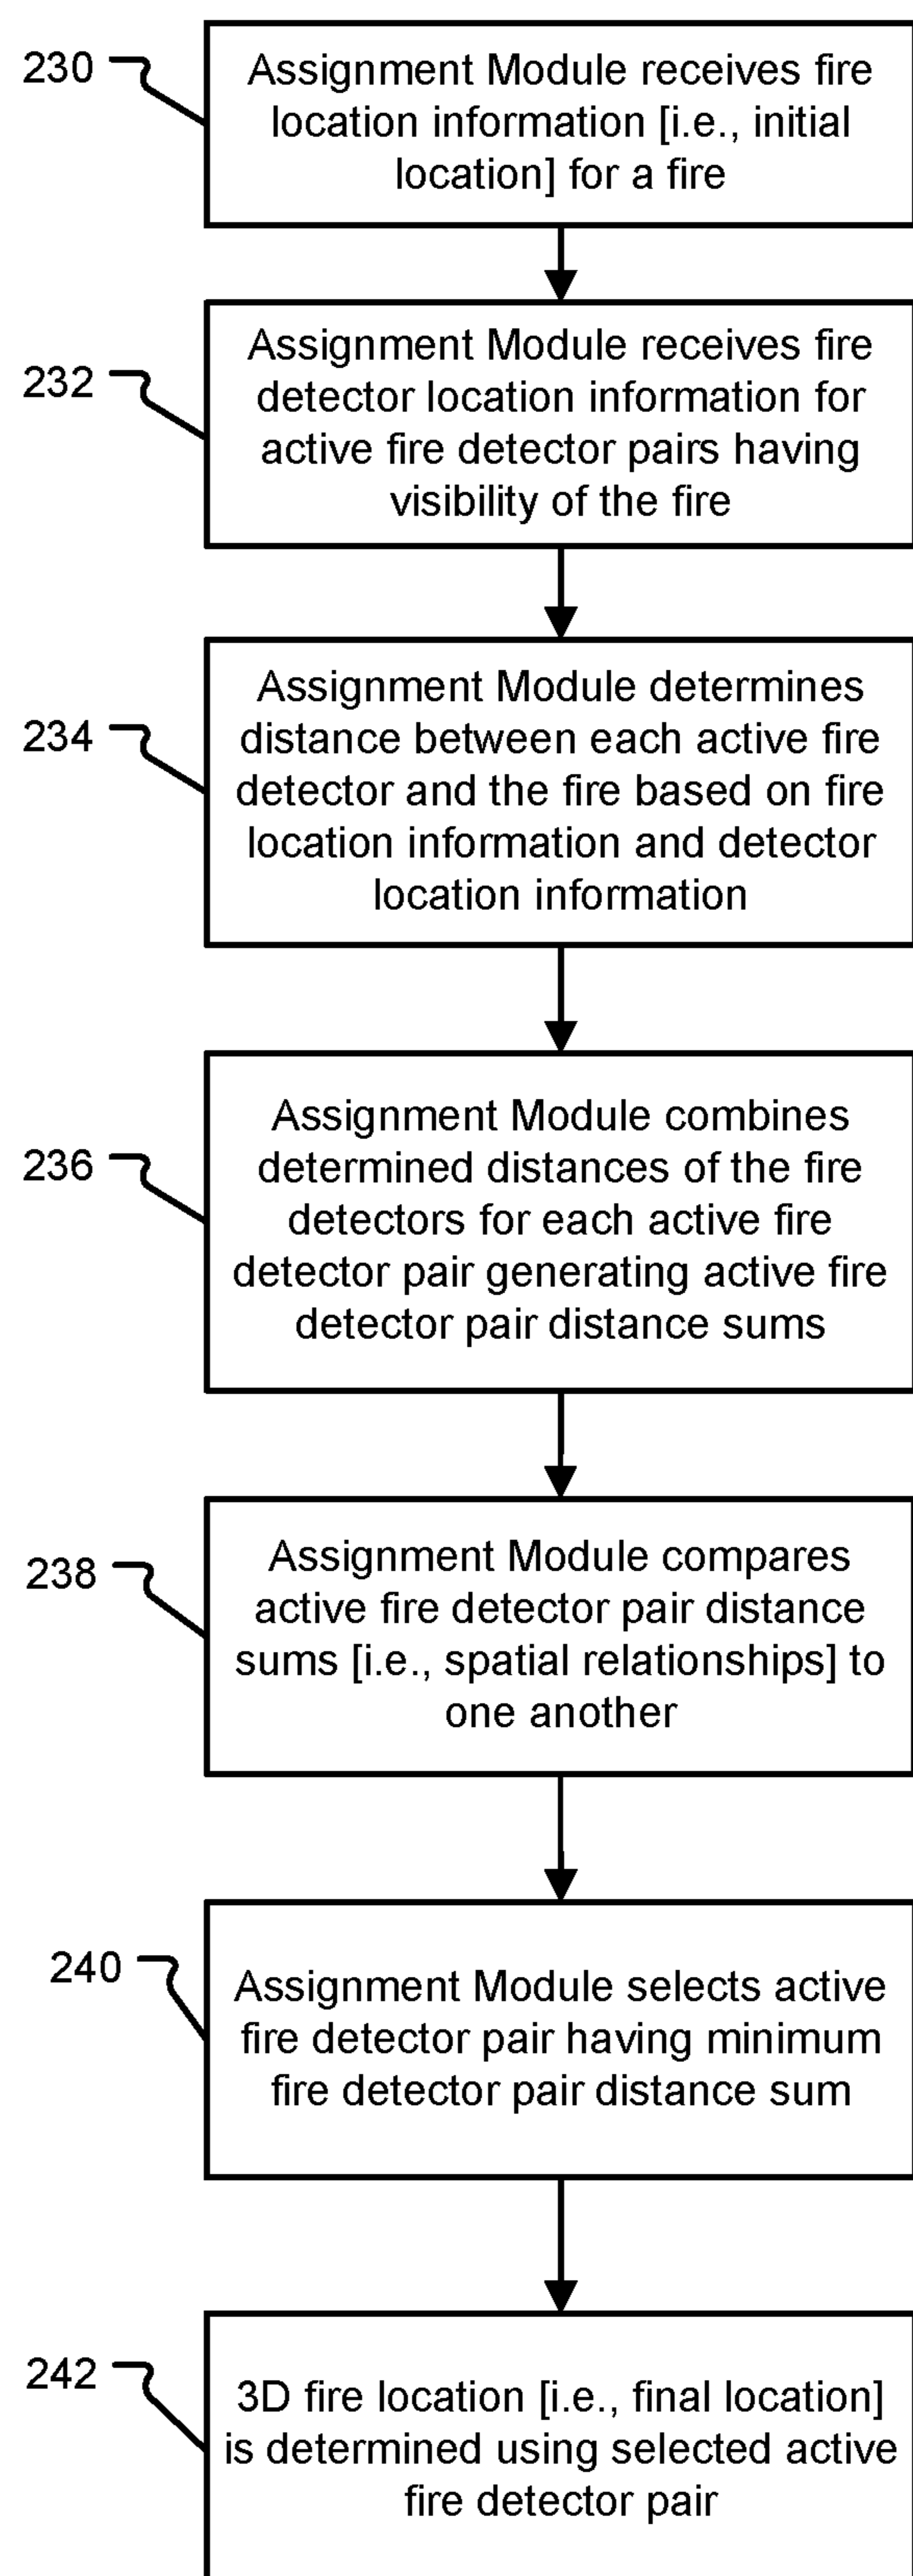 230
Assignment Module receives fire
location information [i.e., initial
location] for a fire
232
Assignment Module receives fire
detector location information for
active fire detector pairs having
visibility of the fire
234
Assignment Module determines
distance between each active fire
detector and the fire based on fire
location information and detector
location information
236
Assignment Module combines
determined distances of the fire
detectors for each active fire
detector pair generating active fire
detector pair distance sums
238
Assignment Module compares
active fire detector pair distance
sums [i.e., spatial relationships] to
one another
240
Assignment Module selects active
fire detector pair having minimum
fire detector pair distance sum
242
3D fire location [i.e., final location]
is determined using selected active
fire detector pair